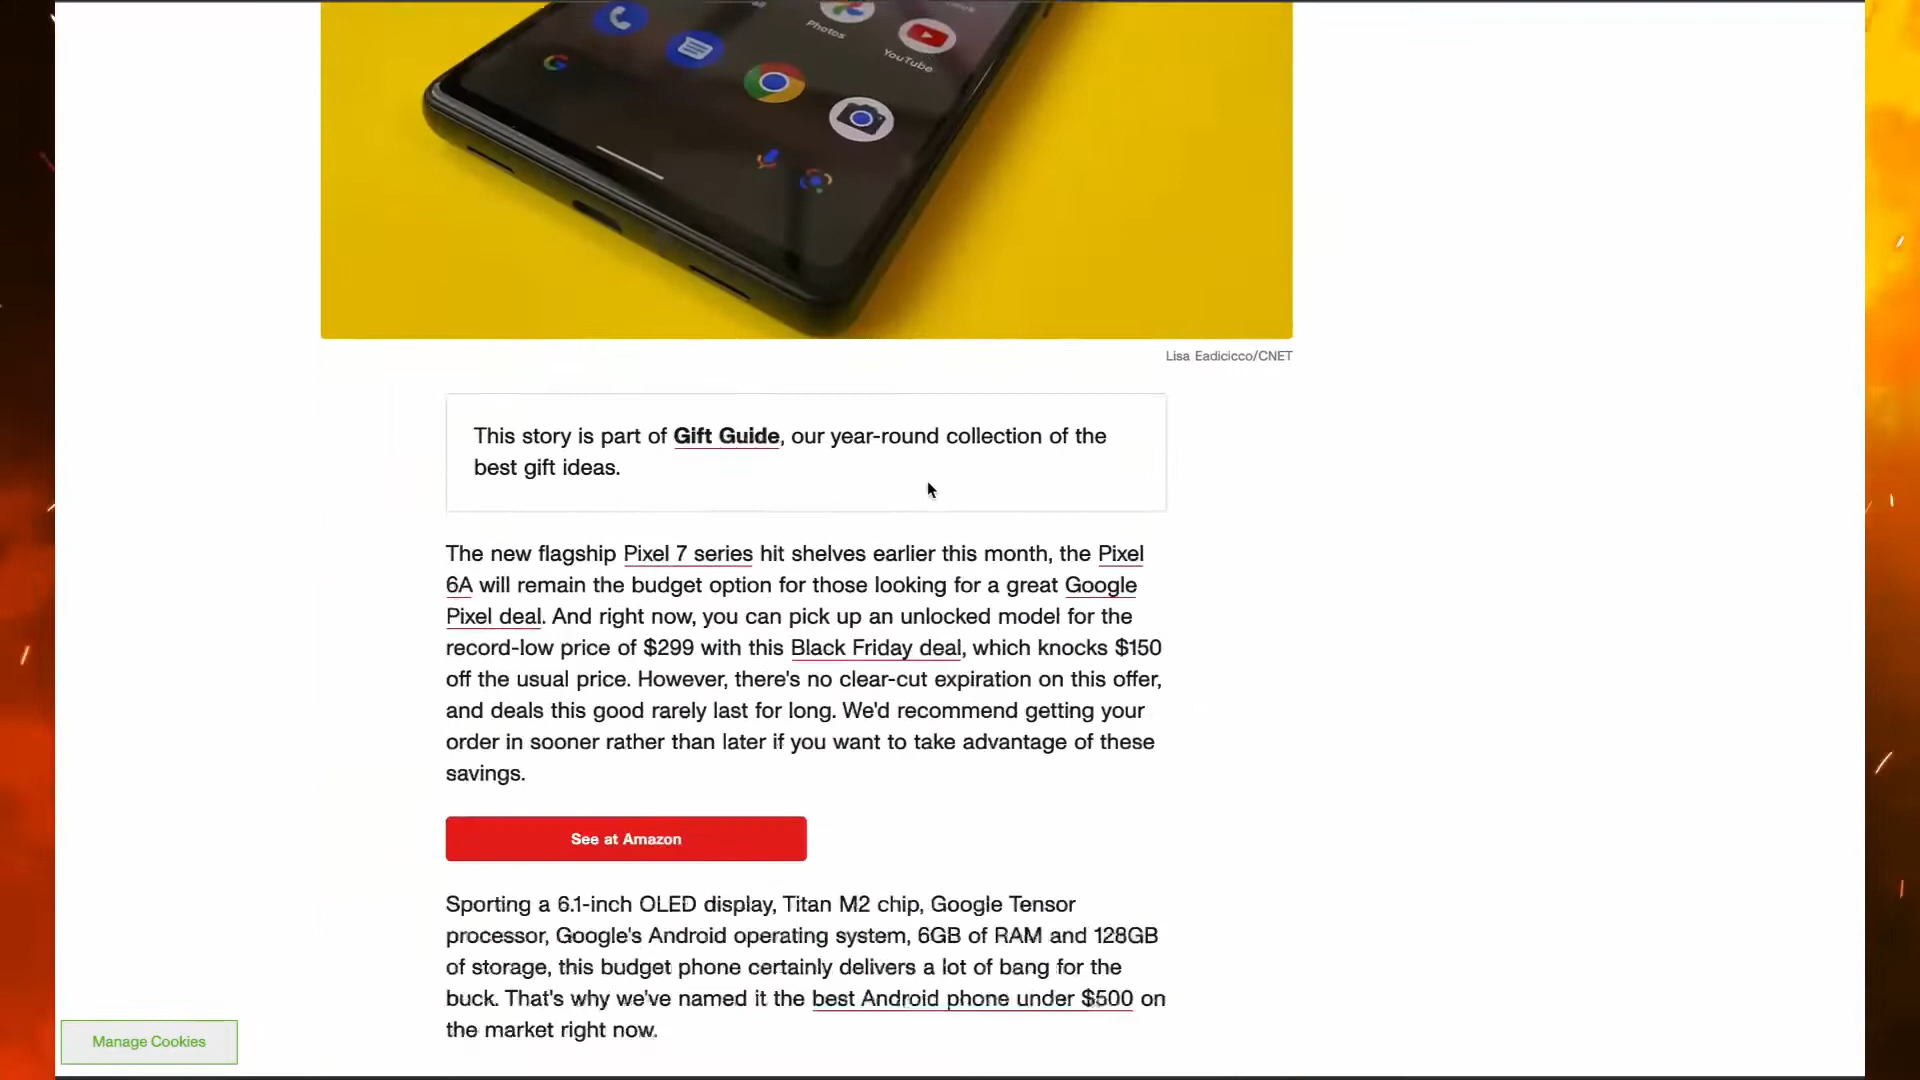 Photos
YouTube
Lisa Eadicicco/CNET
This story is part of Gift Guide, our year-round collection of the
best gift ideas.
The new flagship Pixel 7 series hit shelves earlier this month, the Pixel
6A will remain the budget option for those looking for a great Google
Pixel deal. And right now, you can pick up an unlocked model for the
record-low price of $299 with this Black Friday deal, which knocks $150
off the usual price. However, there's no clear-cut expiration on this offer,
and deals this good rarely last for long. We'd recommend getting your
order in sooner rather than later if you want to take advantage of these
savings.
See at Amazon
Sporting a 6.1-inch OLED display, Titan M2 chip, Google Tensor
processor, Google's Android operating system, 6GB of RAM and 128GB
of storage, this budget phone certainly delivers a lot of bang for the
buck. That's why we've named it the best Android phone under $500 on
the market right now.
Manage Cookies